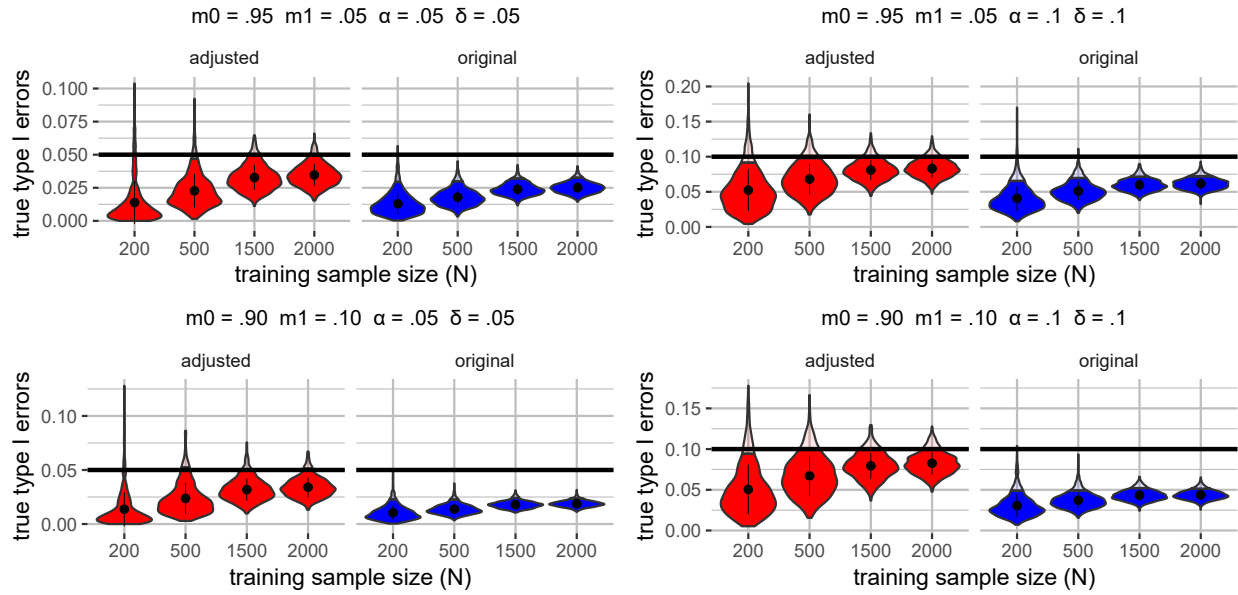 m0 = .95 m1 = .05 α = .05 δ = .05
adjusted original
true type I errors
0.100
0.075
0.050
0.025
0.000
200 500 1500 2000 200 500 1500 2000
training sample size (N)
m0 = .95 m1 = .05 α = .1 δ = .1
adjusted original
true type I errors
0.20
0.15
0.10
0.05
0.00
200 500 1500 2000 200 500 1500 2000
training sample size (N)
m0 = .90 m1 = .10 α = .05 δ = .05
adjusted original
true type I errors
0.10
0.05
0.00
200 500 1500 2000 200 500 1500 2000
training sample size (N)
m0 = .90 m1 = .10 α = .1 δ = .1
adjusted original
true type I errors
0.15
0.10
0.05
0.00
200 500 1500 2000 200 500 1500 2000
training sample size (N)